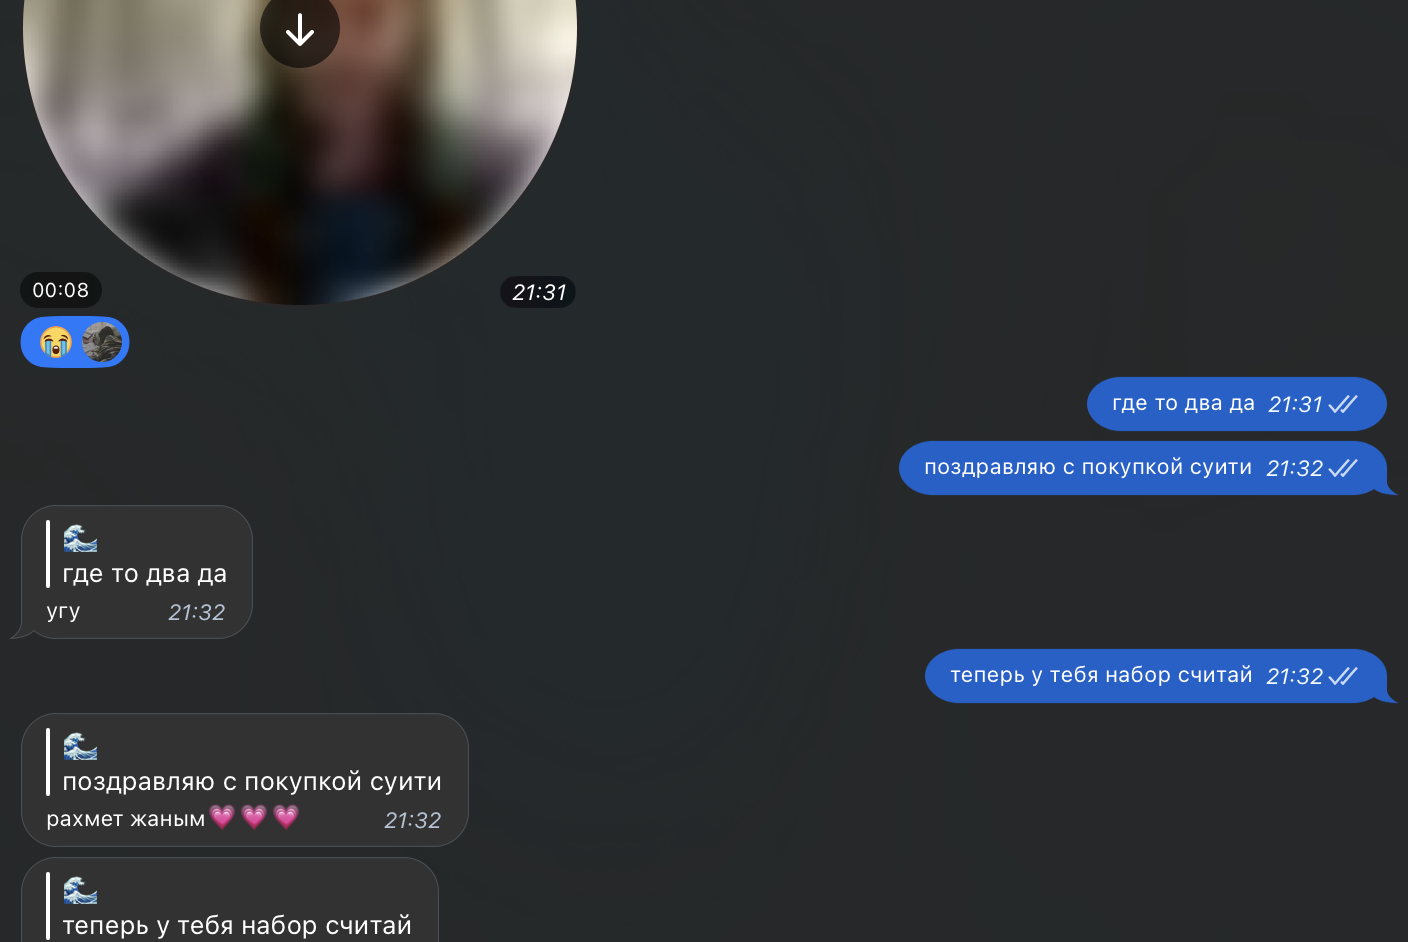 00:08
21:31
😭
где то два да 21:31
поздравляю с покупкой суити 21:32
🌊
где то два да
угу 21:32
теперь у тебя набор считай 21:32
🌊
поздравляю с покупкой суити
рахмет жаным💗💗💗 21:32
🌊
теперь у тебя набор считай